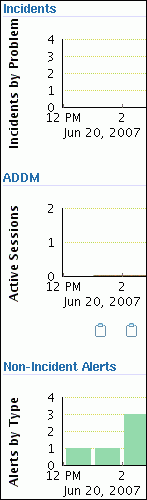 Incidents
Incidents by Problem
4
3
2
1
0
12 PM 2
Jun 20, 2007
ADDM
Active Sessions
2
1
0
12 PM 2
Jun 20, 2007
Non-Incident Alerts
Alerts by Type
4
3
2
1
0
12 PM 2
Jun 20, 2007